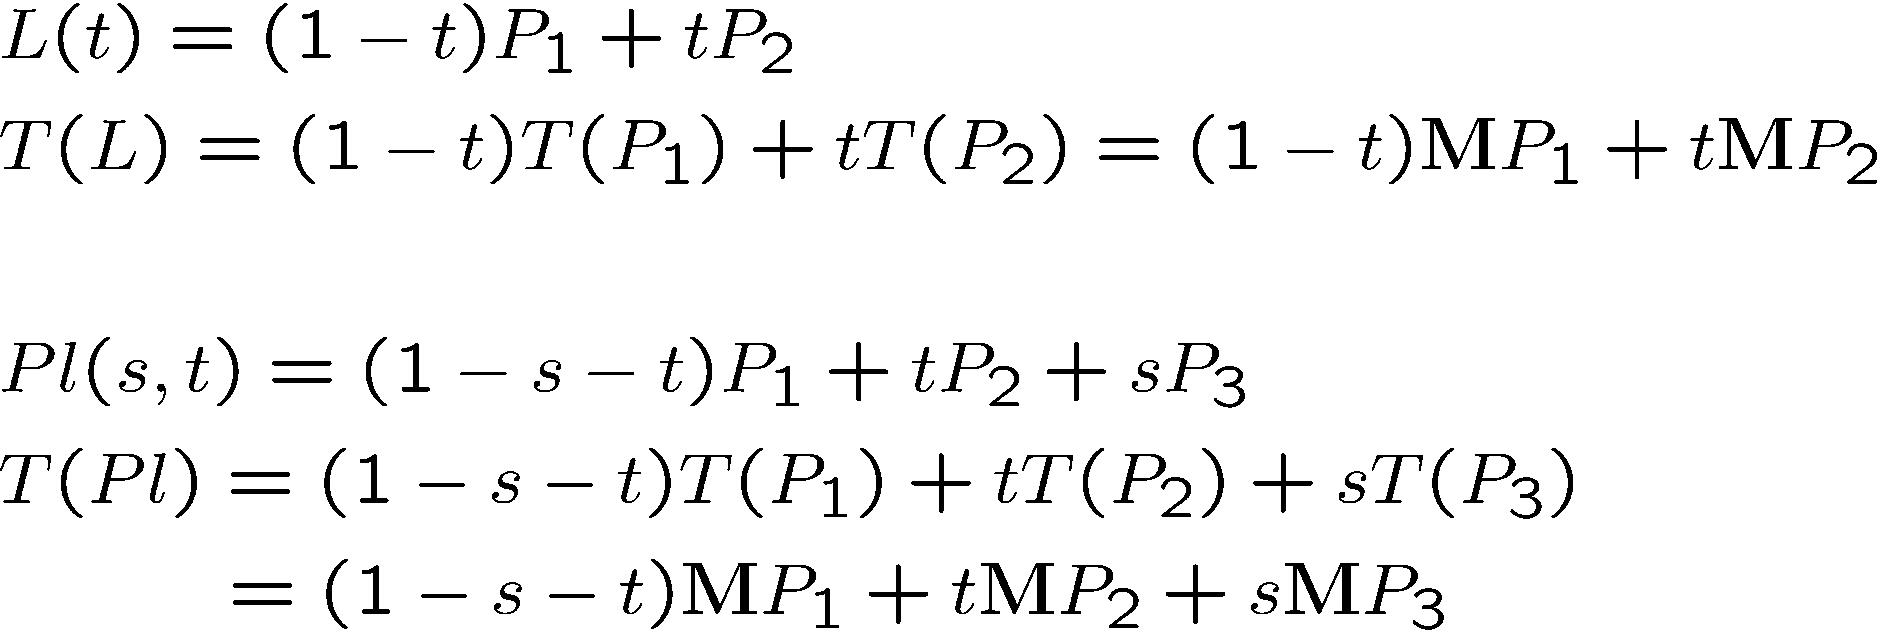 L(t) = (1 − t)P₁ + tP₂
T(L) = (1 − t)T(P₁) + tT(P₂) = (1 − t)𝐌P₁ + t𝐌P₂
Pl(s, t) = (1 − s − t)P₁ + tP₂ + sP₃
T(Pl) = (1 − s − t)T(P₁) + tT(P₂) + sT(P₃)
= (1 − s − t)𝐌P₁ + t𝐌P₂ + s𝐌P₃